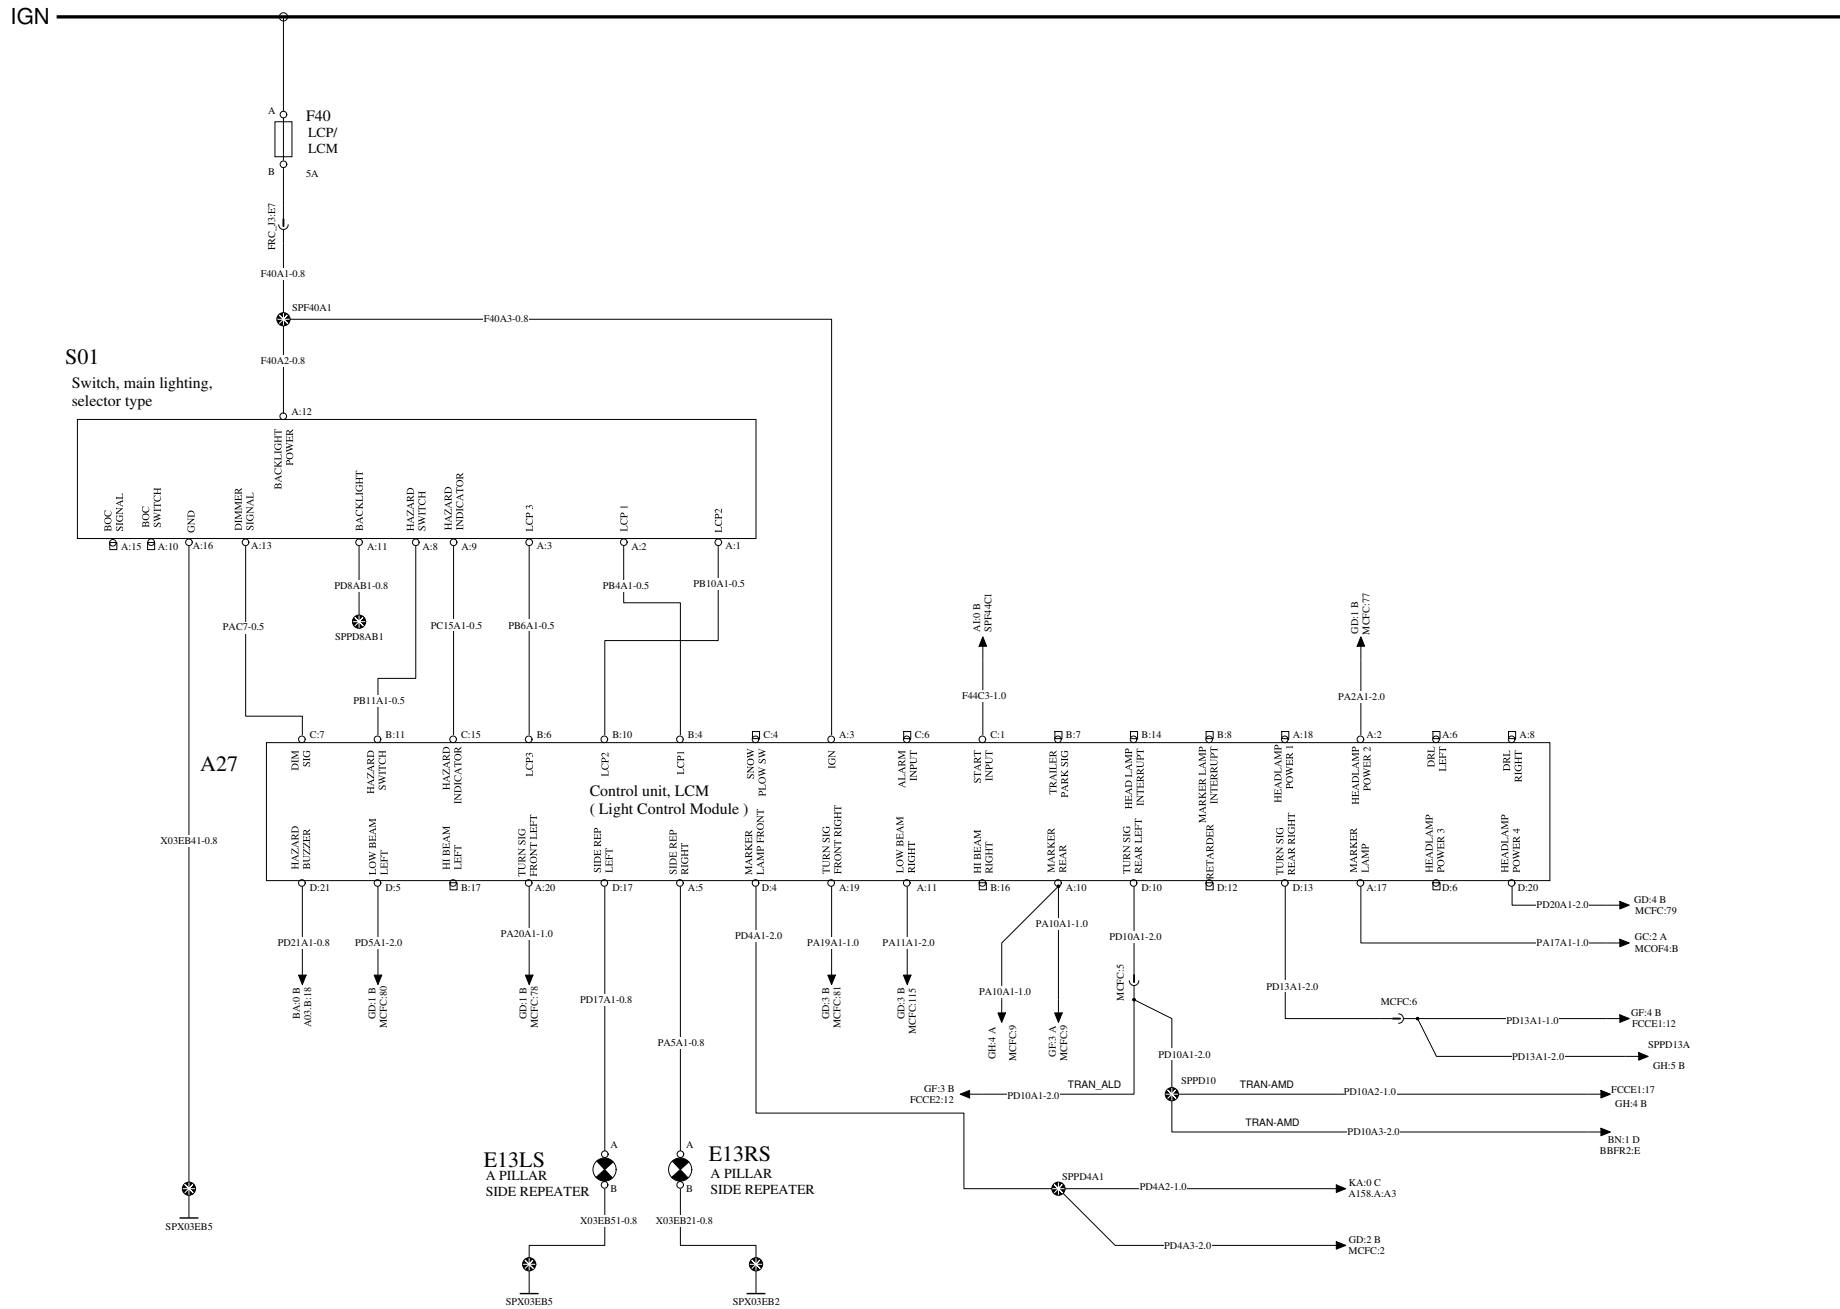 IGN
A
F40
LCP/
LCM
B
5A
FRC_J3:E7
F40A1-0.8
SPF40A1
F40A3-0.8
F40A2-0.8
S01
Switch, main lighting,
selector type
A:12
BACKLIGHT
POWER
BOC
SIGNAL
BOC
SWITCH
GND
DIMMER
SIGNAL
BACKLIGHT
HAZARD
SWITCH
HAZARD
INDICATOR
LCP 3
LCP 1
LCP2
A:15
A:10
A:16
A:13
A:11
A:8
A:9
A:3
A:2
A:1
PD8AB1-0.8
PB4A1-0.5
PB10A1-0.5
PAC7-0.5
SPPD8AB1
PC15A1-0.5
PB6A1-0.5
AI:0 B
SPF44C1
GD:1 B
MCFC:77
PB11A1-0.5
F44C3-1.0
PA2A1-2.0
C:7
B:11
C:15
B:6
B:10
B:4
C:4
A:3
C:6
C:1
B:7
B:14
B:8
A:18
A:2
A:6
A:8
A27
DIM
SIG
HAZARD
SWITCH
HAZARD
INDICATOR
LCP3
LCP2
LCP1
SNOW
PLOW SW
IGN
ALARM
INPUT
START
INPUT
TRAILER
PARK SIG
HEAD LAMP
INTERRUPT
MARKER LAMP
INTERRUPT
HEADLAMP
POWER 1
HEADLAMP
POWER 2
DRL
LEFT
DRL
RIGHT
Control unit, LCM
( Light Control Module )
HAZARD
BUZZER
LOW BEAM
LEFT
HI BEAM
LEFT
TURN SIG
FRONT LEFT
SIDE REP
LEFT
SIDE REP
RIGHT
MARKER
LAMP FRONT
TURN SIG
FRONT RIGHT
LOW BEAM
RIGHT
HI BEAM
RIGHT
MARKER
REAR
TURN SIG
REAR LEFT
RETARDER
TURN SIG
REAR RIGHT
MARKER
LAMP
HEADLAMP
POWER 3
HEADLAMP
POWER 4
X03EB41-0.8
D:21
D:5
B:17
A:20
D:17
A:5
D:4
A:19
A:11
B:16
A:10
D:10
D:12
D:13
A:17
D:6
D:20
PD20A1-2.0
GD:4 B
MCFC:79
PD21A1-0.8
PD5A1-2.0
PA20A1-1.0
PD4A1-2.0
PA19A1-1.0
PA11A1-2.0
PA10A1-1.0
PD10A1-2.0
PA17A1-1.0
GC:2 A
MCOF4:B
BA:0 B
A03.B:18
GD:1 B
MCFC:80
GD:1 B
MCFC:78
PD17A1-0.8
GD:3 B
MCFC:81
GD:3 B
MCFC:115
PA10A1-1.0
MCFC:5
PD13A1-2.0
MCFC:6
PA5A1-0.8
GH:4 A
MCFC:9
GF:3 A
MCFC:9
PD13A1-1.0
GF:4 B
FCCE1:12
PD10A1-2.0
PD13A1-2.0
SPPD13A
GH:5 B
GF:3 B
FCCE2:12
PD10A1-2.0
TRAN_ALD
SPPD10
TRAN-AMD
PD10A2-1.0
FCCE1:17
GH:4 B
TRAN-AMD
PD10A3-2.0
BN:1 D
BBFR2:E
E13LS
A PILLAR
SIDE REPEATER
A
B
A
B
E13RS
A PILLAR
SIDE REPEATER
SPPD4A1
PD4A2-1.0
KA:0 C
A158.A:A3
SPX03EB5
X03EB51-0.8
X03EB21-0.8
PD4A3-2.0
GD:2 B
MCFC:2
SPX03EB5
SPX03EB2